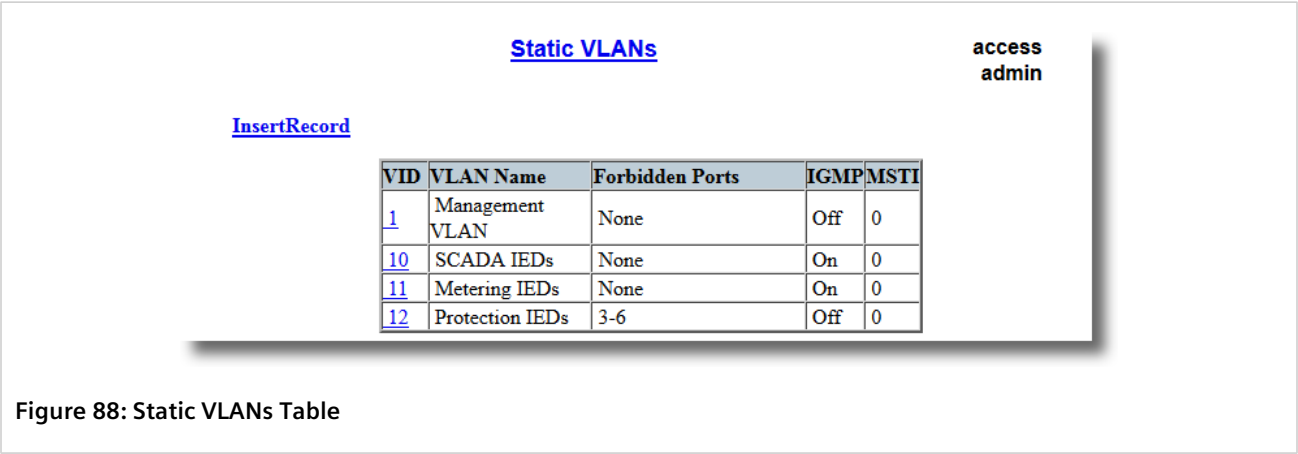 Static VLANs
access
admin
InsertRecord
VID VLAN Name Forbidden Ports IGMP MSTI
1 Management VLAN None Off 0
10 SCADA IEDs None On 0
11 Metering IEDs None On 0
12 Protection IEDs 3-6 Off 0
Figure 88: Static VLANs Table